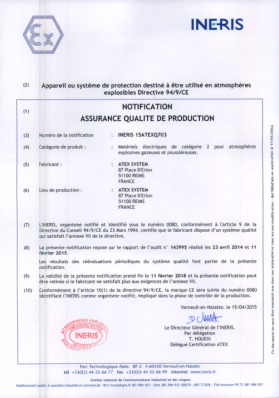 INERIS
(2) Appareil ou système de protection destiné à être utilisé en atmosphères
explosibles Directive 94/9/CE
(1) NOTIFICATION
ASSURANCE QUALITE DE PRODUCTION
(3) Numéro de la notification : INERIS 15ATEXQ703
(4) Catégorie de produit : Matériels électriques de catégorie 2 pour atmosphères
explosives gazeuses et poussiéreuses.
(5) Fabricant : ATEX SYSTEM
87 Place D'Erlon
51100 REIMS
FRANCE
(6) Lieu de production : ATEX SYSTEM
87 Place D'Erlon
51100 REIMS
FRANCE
(7) L'INERIS, organisme notifié et identifié sous le numéro 0080, conformément à l'article 9 de la
Directive du Conseil 94/9/CE du 23 Mars 1994, certifie que le fabricant dispose d'un système qualité
qui satisfait l'annexe VII de la Directive.
(8) La présente notification repose sur le rapport de l'audit n° 143995 réalisé les 23 avril 2014 et 11
février 2015.
Les résultats des réévaluations périodiques du système qualité font partie de la présente
notification.
(9) La validité de la présente notification prend fin le 11 février 2018 et la présente notification peut
être retirée si le fabricant ne satisfait plus aux exigences de l'annexe VII.
(10) Conformément à l'article 10(1) de la directive 94/9/CE, le marquage CE sera suivie du numéro 0080
identifiant l'INERIS comme organisme notifié, impliqué dans la phase de contrôle de la production.
Verneuil-en-Halatte, le 15/04/2015
Le Directeur Général de l'INERIS,
Par délégation
T. HOUEIX
Délégué Certification ATEX
Parc Technologique Alata BP 2 F-60550 Verneuil-en-Halatte
tél +33(0)3 44 55 66 77 fax +33(0)3 44 55 66 99 internet www.ineris.fr
Institut national de l'environnement industriel et des risques